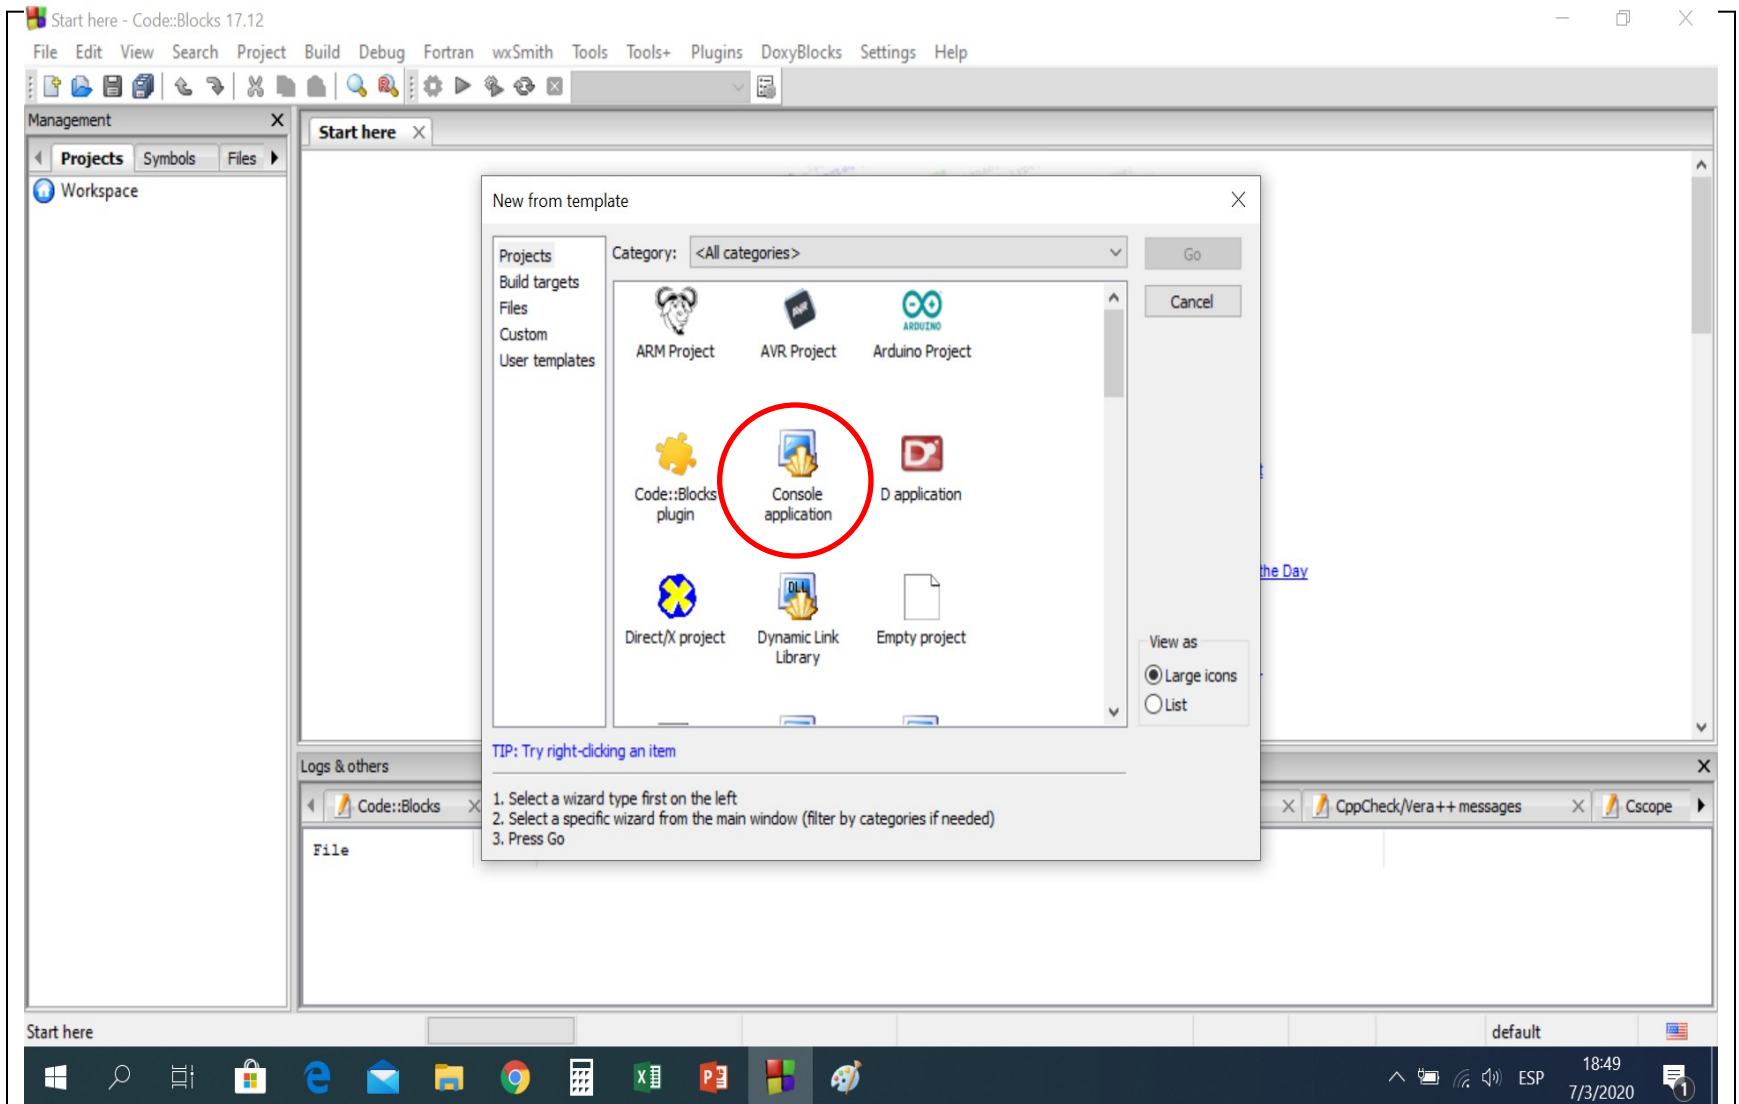 Start here - Code::Blocks 17.12
File Edit View Search Project Build Debug Fortran wxSmith Tools Tools+ Plugins DoxyBlocks Settings Help
Management
Start here
Projects Symbols Files
Workspace
New from template
Projects
Build targets
Files
Custom
User templates
Category: <All categories>
Go
Cancel
ARM Project
AVR Project
Arduino Project
ARDUINO
AVR
Code::Blocks
plugin
Console
application
D application
D
Direct/X project
DLL
Dynamic Link
Library
Empty project
View as
Large icons
List
TIP: Try right-clicking an item
1. Select a wizard type first on the left
2. Select a specific wizard from the main window (filter by categories if needed)
3. Press Go
the Day
Logs & others
Code::Blocks
CppCheck/Vera++ messages
Cscope
File
Start here
default
ESP
18:49
7/3/2020
1